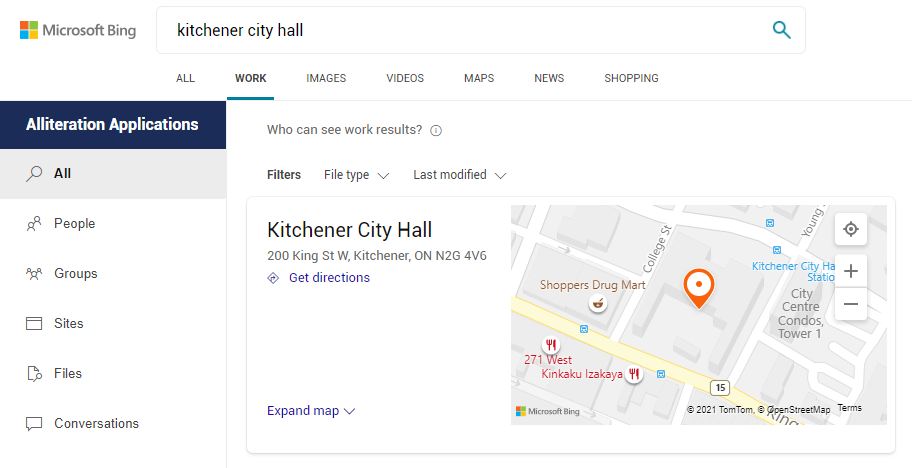 Microsoft Bing
kitchener city hall
ALL WORK IMAGES VIDEOS MAPS NEWS SHOPPING
Alliteration Applications
All
People
Groups
Sites
Files
Conversations
Who can see work results?
Filters File type Last modified
Kitchener City Hall
200 King St W, Kitchener, ON N2G 4V6
Get directions
Expand map
College St
Young
Kitchener City Ha
Statio
Shoppers Drug Mart
City
Centre
Condos,
Tower 1
271 West
Kinkaku Izakaya
15
King
Microsoft Bing
© 2021 TomTom, © OpenStreetMap Terms